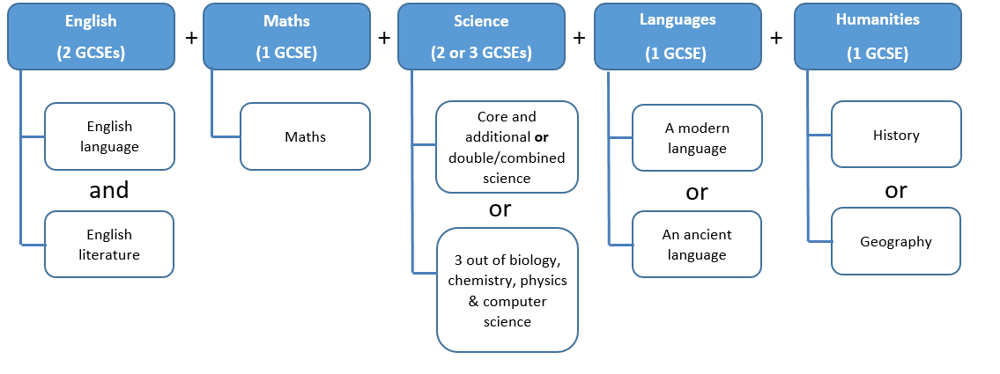 English
(2 GCSEs)
+
Maths
(1 GCSE)
+
Science
(2 or 3 GCSEs)
+
Languages
(1 GCSE)
+
Humanities
(1 GCSE)
English
language
and
English
literature
Maths
Core and
additional or
double/combined
science
or
3 out of biology,
chemistry, physics
& computer
science
A modern
language
or
An ancient
language
History
or
Geography